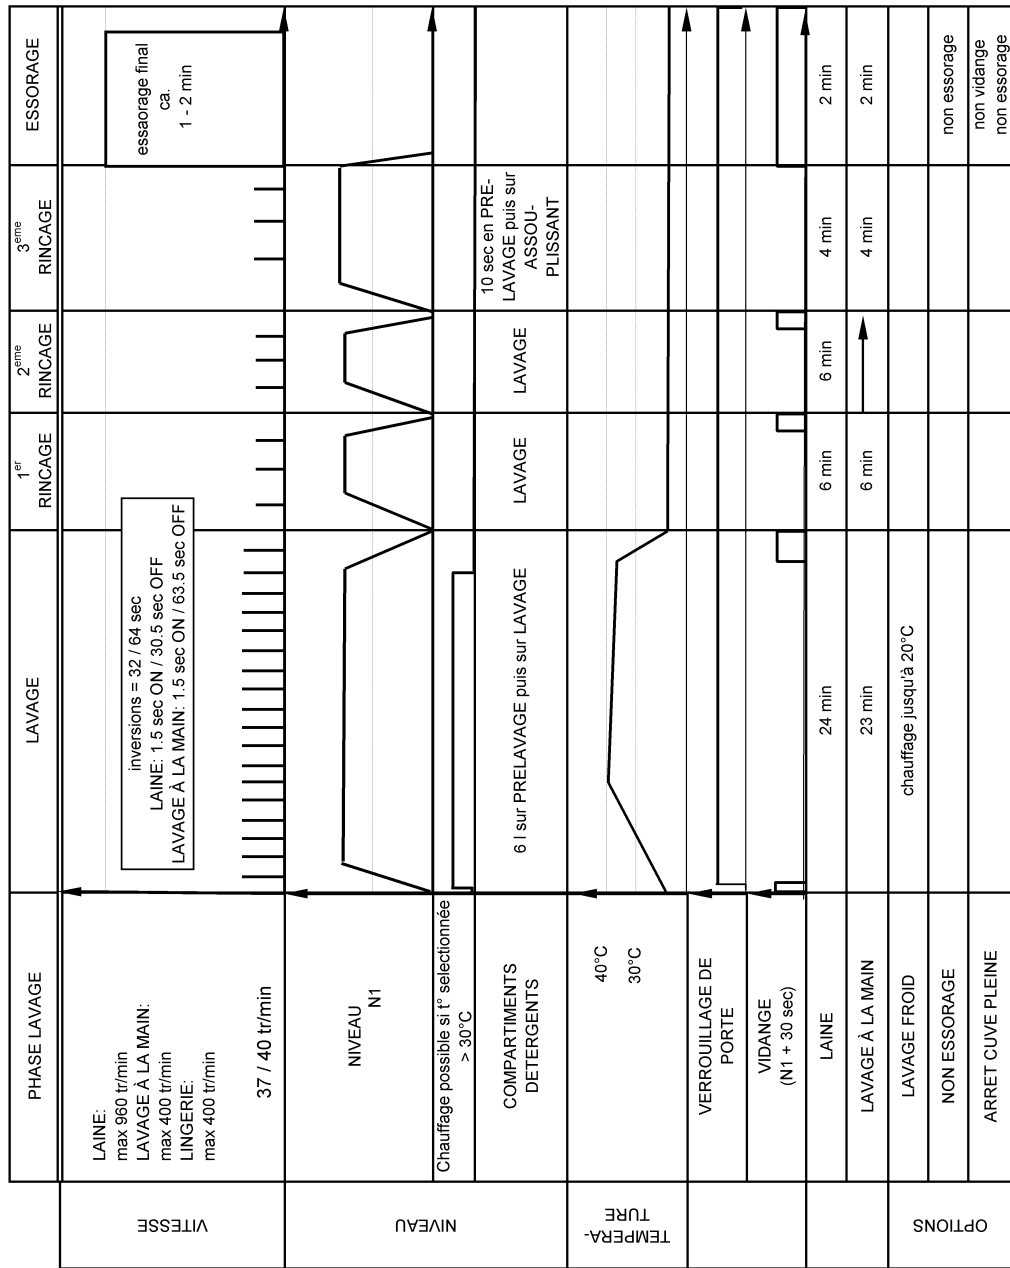 PHASE LAVAGE
LAVAGE
1er
RINCAGE
2eme
RINCAGE
3eme
RINCAGE
ESSORAGE
VITESSE
LAINE:
max 960 tr/min
LAVAGE À LA MAIN:
max 400 tr/min
LINGERIE:
max 400 tr/min
37 / 40 tr/min
inversions = 32 / 64 sec
LAINE: 1.5 sec ON / 30.5 sec OFF
LAVAGE À LA MAIN: 1.5 sec ON / 63.5 sec OFF
essaorage final
ca.
1 - 2 min
NIVEAU
NIVEAU
N1
Chauffage possible si t° selectionnée
> 30°C
COMPARTIMENTS
DETERGENTS
6 l sur PRELAVAGE puis sur LAVAGE
LAVAGE
LAVAGE
10 sec en PRE-
LAVAGE puis sur
ASSOU-
PLISSANT
TEMPERA-
TURE
40°C
30°C
VERROUILLAGE DE
PORTE
VIDANGE
(N1 + 30 sec)
LAINE
24 min
6 min
6 min
4 min
2 min
LAVAGE À LA MAIN
23 min
6 min
4 min
2 min
OPTIONS
LAVAGE FROID
chauffage jusqu'à 20°C
NON ESSORAGE
non essorage
ARRET CUVE PLEINE
non vidange
non essorage